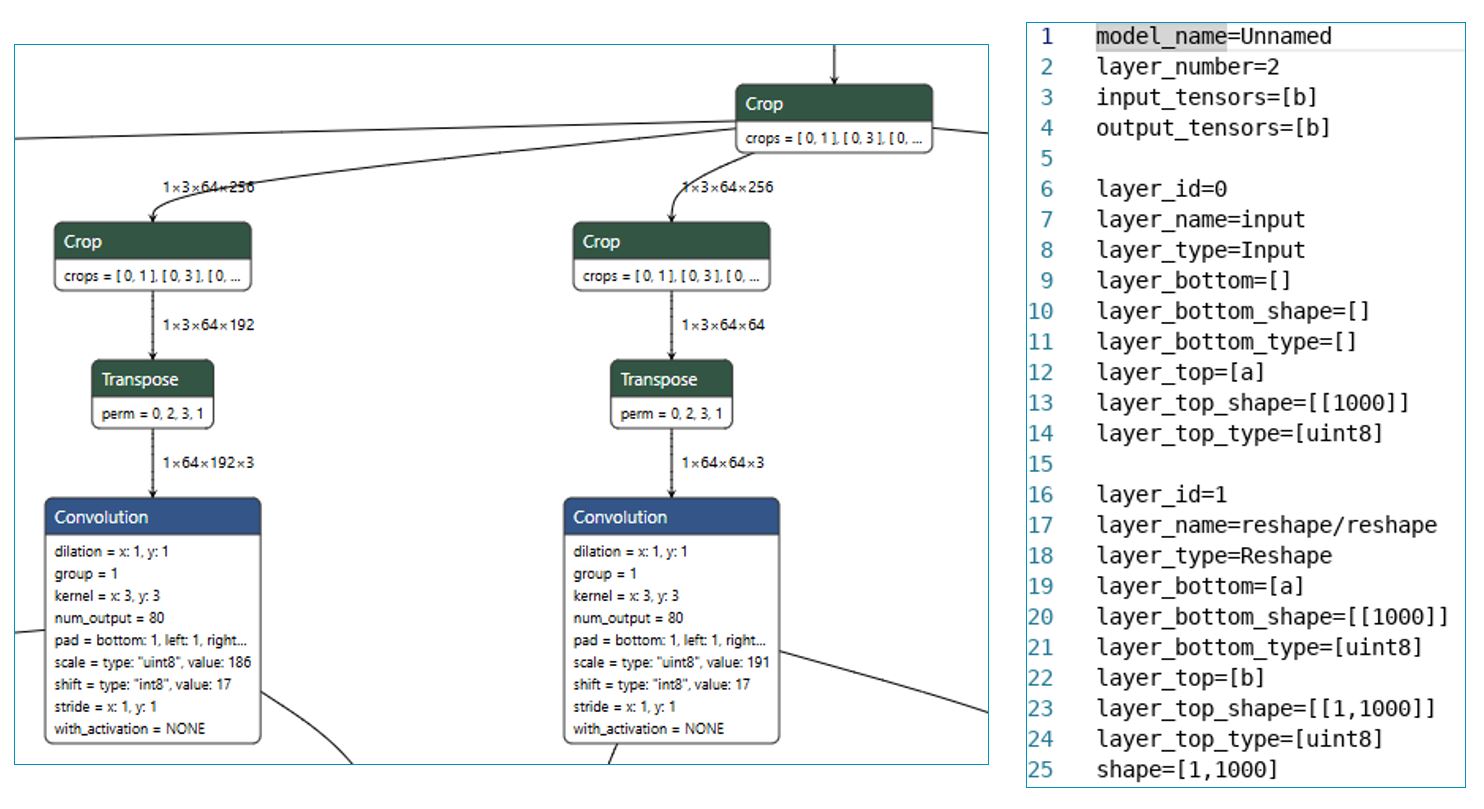 Crop
crops = [ 0, 1 ], [ 0, 3 ], [ 0, ...
1×3×64×256
1×3×64×256
Crop
crops = [ 0, 1 ], [ 0, 3 ], [ 0, ...
Crop
crops = [ 0, 1 ], [ 0, 3 ], [ 0, ...
1×3×64×192
1×3×64×64
Transpose
perm = 0, 2, 3, 1
Transpose
perm = 0, 2, 3, 1
1×64×192×3
1×64×64×3
Convolution
dilation = x: 1, y: 1
group = 1
kernel = x: 3, y: 3
num_output = 80
pad = bottom: 1, left: 1, right...
scale = type: "uint8", value: 186
shift = type: "int8", value: 17
stride = x: 1, y: 1
with_activation = NONE
Convolution
dilation = x: 1, y: 1
group = 1
kernel = x: 3, y: 3
num_output = 80
pad = bottom: 1, left: 1, right...
scale = type: "uint8", value: 191
shift = type: "int8", value: 17
stride = x: 1, y: 1
with_activation = NONE
1 model_name=Unnamed
2 layer_number=2
3 input_tensors=[b]
4 output_tensors=[b]
5
6 layer_id=0
7 layer_name=input
8 layer_type=Input
9 layer_bottom=[]
10 layer_bottom_shape=[]
11 layer_bottom_type=[]
12 layer_top=[a]
13 layer_top_shape=[[1000]]
14 layer_top_type=[uint8]
15
16 layer_id=1
17 layer_name=reshape/reshape
18 layer_type=Reshape
19 layer_bottom=[a]
20 layer_bottom_shape=[[1000]]
21 layer_bottom_type=[uint8]
22 layer_top=[b]
23 layer_top_shape=[[1,1000]]
24 layer_top_type=[uint8]
25 shape=[1,1000]